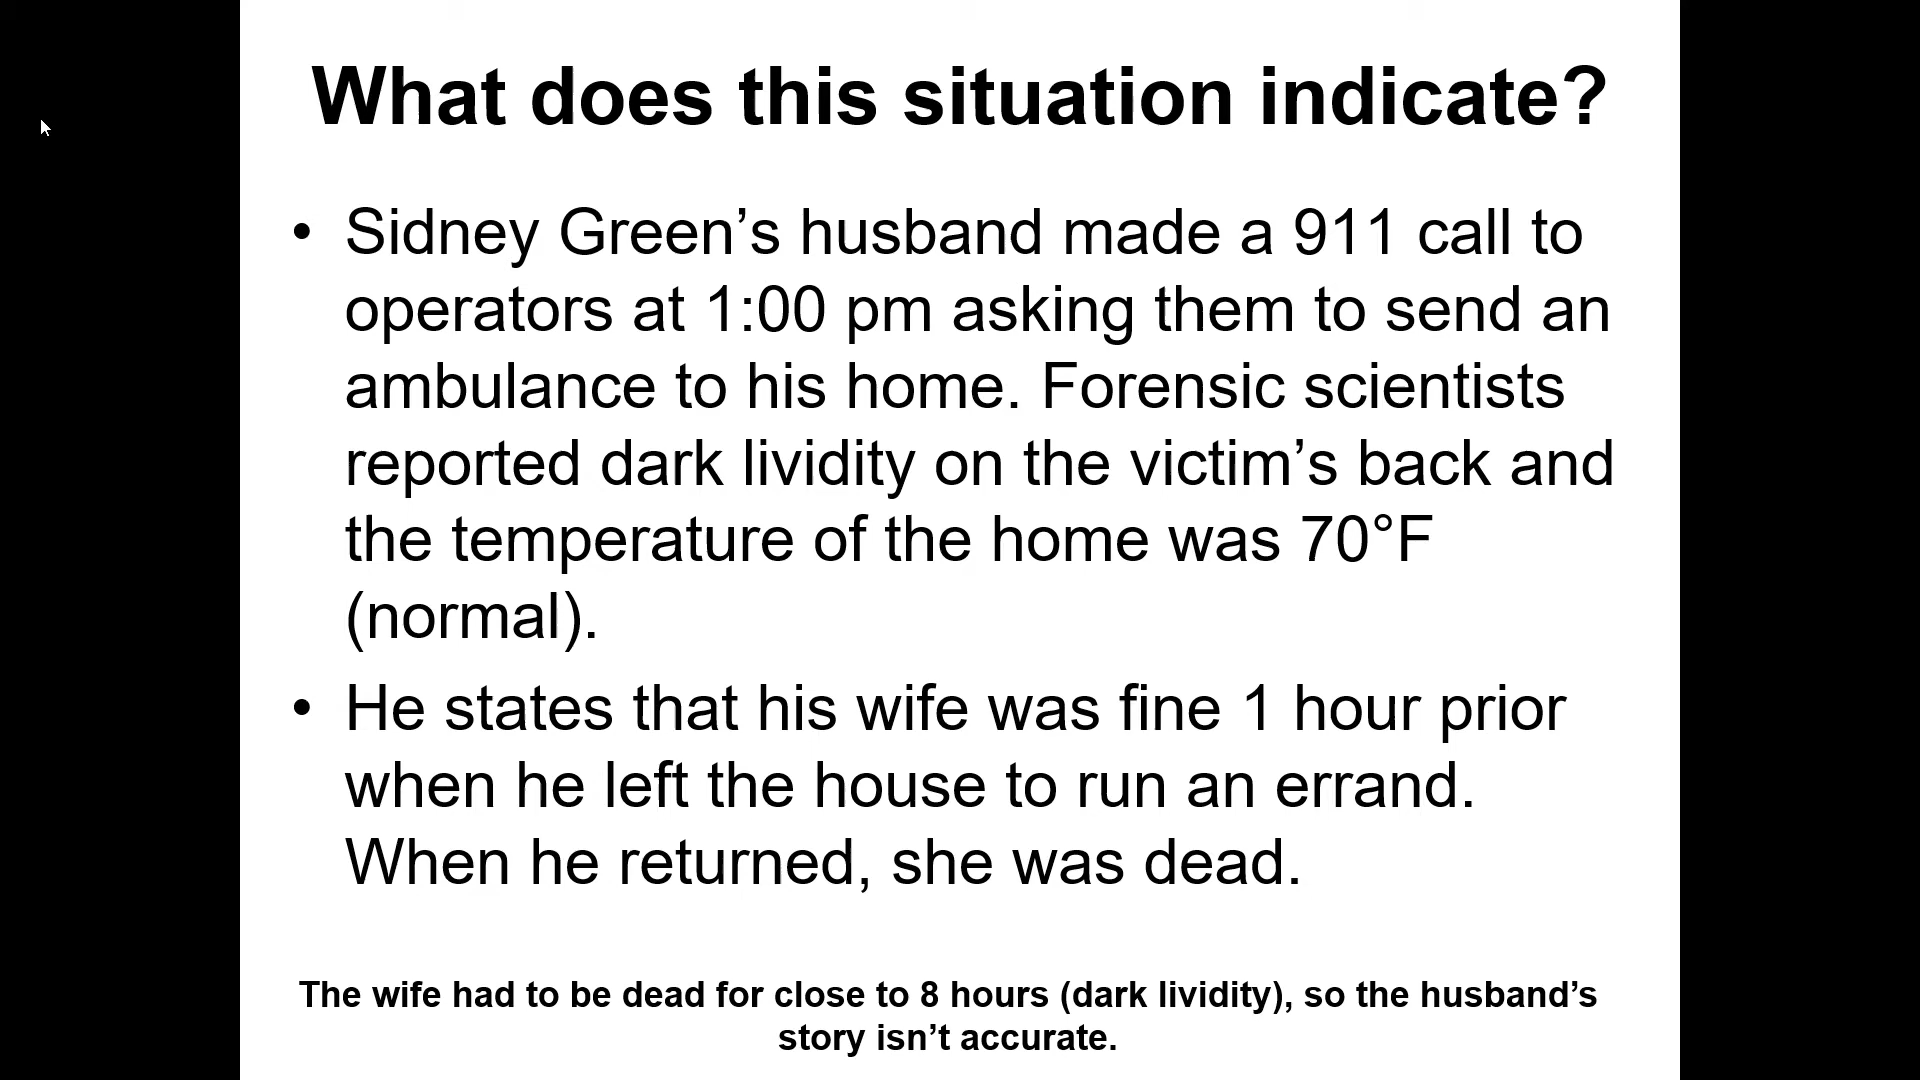 What does this situation indicate?
• Sidney Green’s husband made a 911 call to
operators at 1:00 pm asking them to send an
ambulance to his home. Forensic scientists
reported dark lividity on the victim’s back and
the temperature of the home was 70°F
(normal).
• He states that his wife was fine 1 hour prior
when he left the house to run an errand.
When he returned, she was dead.
The wife had to be dead for close to 8 hours (dark lividity), so the husband’s
story isn’t accurate.